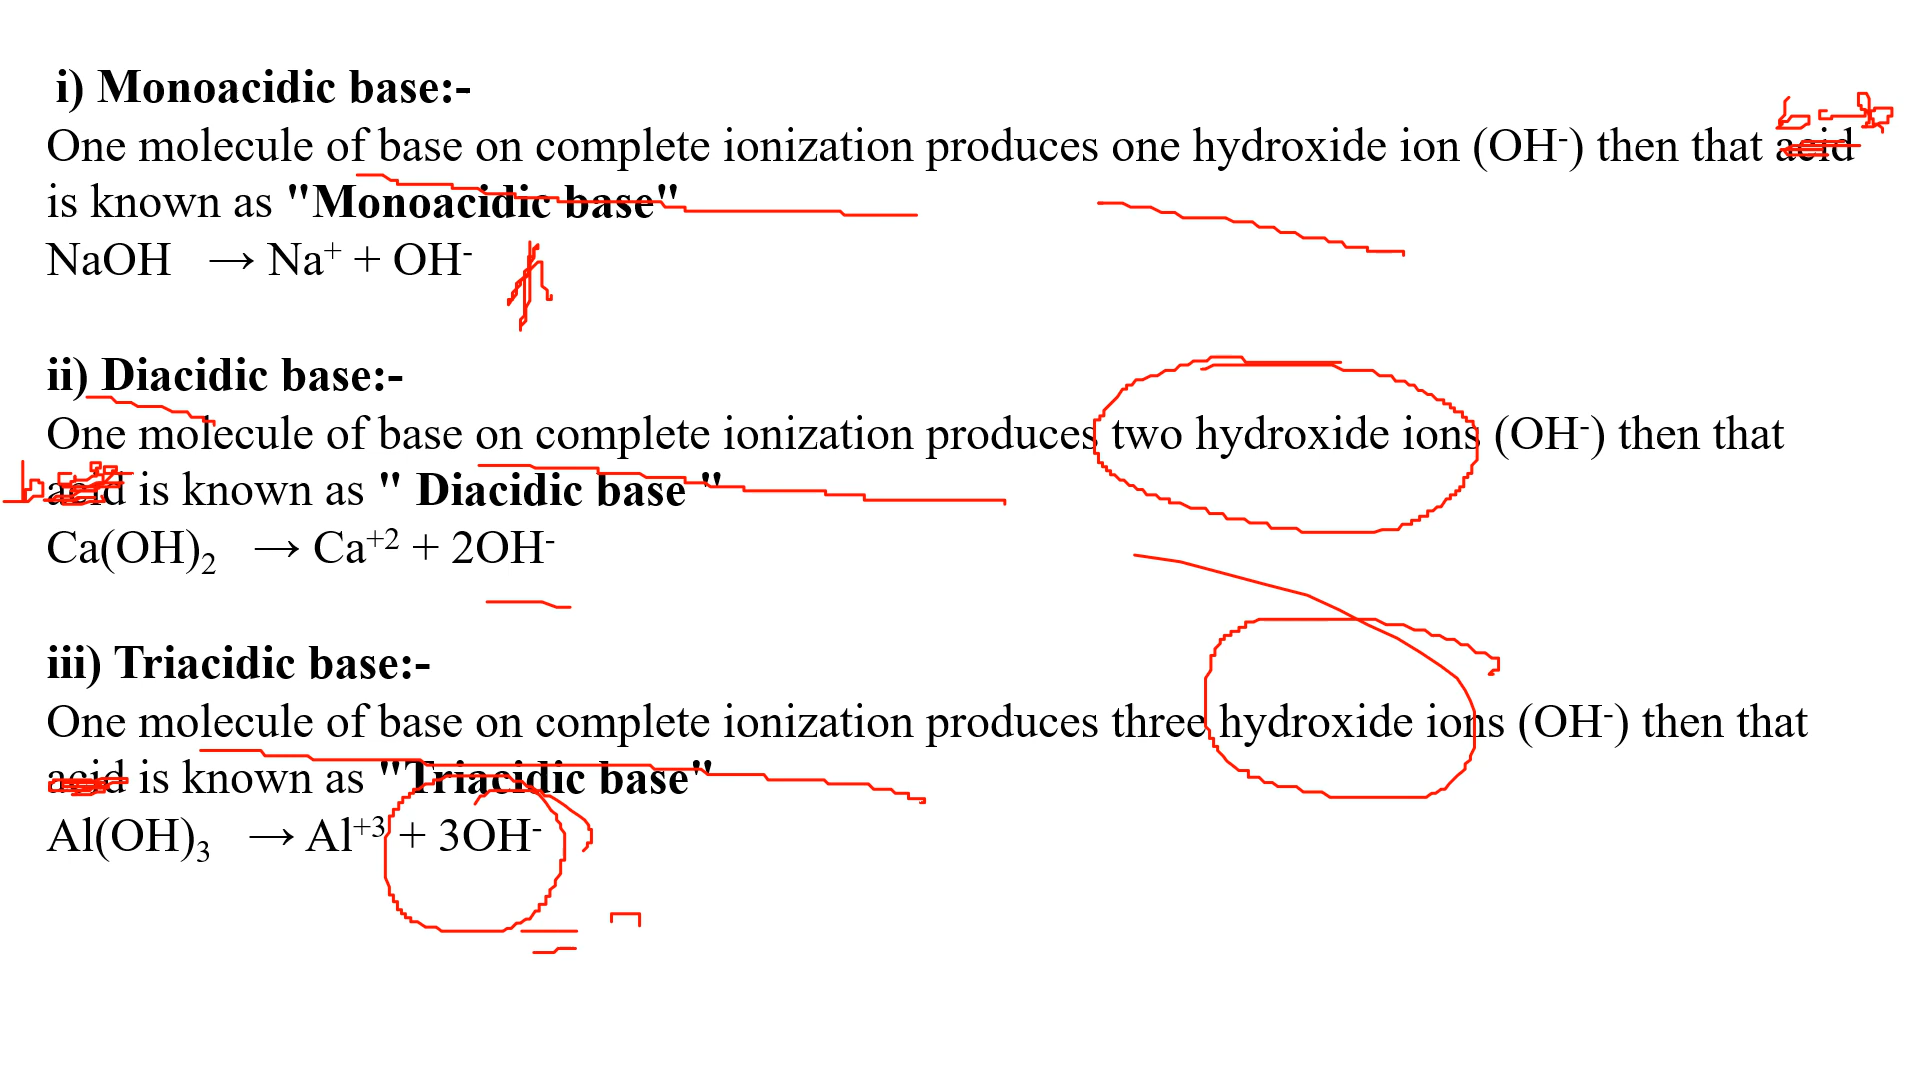 i) Monoacidic base:-
One molecule of base on complete ionization produces one hydroxide ion (OH⁻) then that acid
is known as "Monoacidic base"
NaOH → Na⁺ + OH⁻
ii) Diacidic base:-
One molecule of base on complete ionization produces two hydroxide ions (OH⁻) then that
acid is known as " Diacidic base "
Ca(OH)₂ → Ca⁺² + 2OH⁻
iii) Triacidic base:-
One molecule of base on complete ionization produces three hydroxide ions (OH⁻) then that
acid is known as "Triacidic base"
Al(OH)₃ → Al⁺³ + 3OH⁻